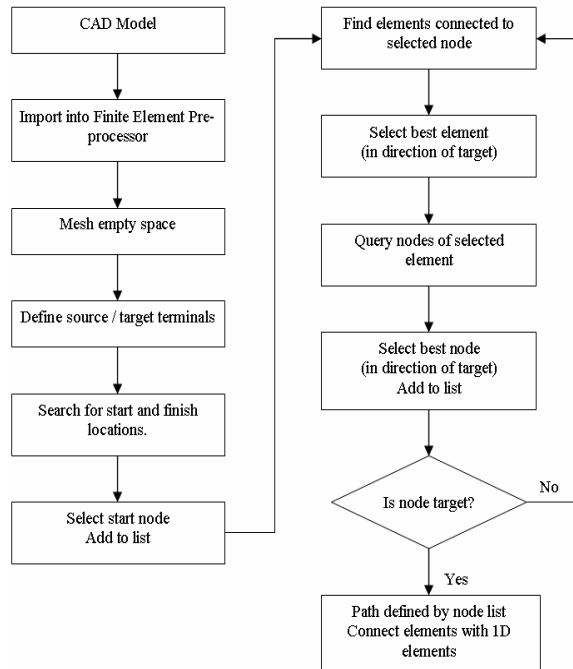 CAD Model
Import into Finite Element Pre-
processor
Mesh empty space
Define source / target terminals
Search for start and finish
locations.
Select start node
Add to list
Find elements connected to
selected node
Select best element
(in direction of target)
Query nodes of selected
element
Select best node
(in direction of target)
Add to list
Is node target?
No
Yes
Path defined by node list
Connect elements with 1D
elements